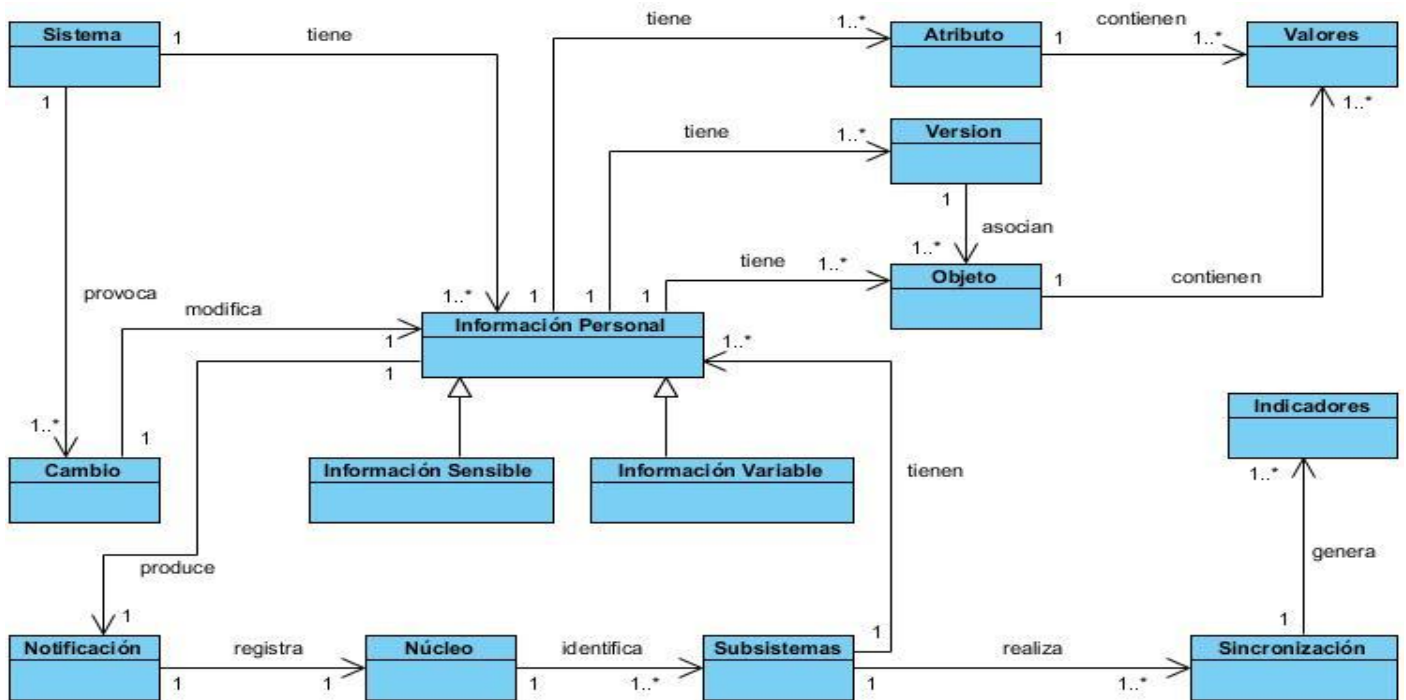 Sistema
1
tiene
tiene
1..*
Atributo
1
contienen
1..*
Valores
1
1..*
tiene
1..*
Version
1
asocian
1..*
tiene
1..*
Objeto
1
contienen
provoca
modifica
1..*
1
1
1
Información Personal
1
1
1..*
1..*
1
Cambio
Información Sensible
Información Variable
tienen
Indicadores
1..*
genera
produce
1
1
1
Notificación
registra
Núcleo
identifica
Subsistemas
realiza
Sincronización
1
1
1
1..*
1
1..*